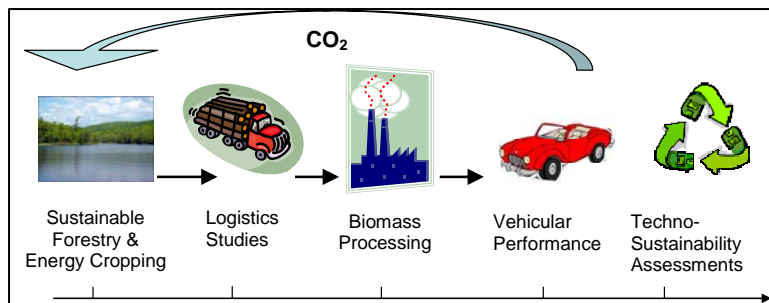 CO2
Sustainable
Forestry &
Energy Cropping
Logistics
Studies
Biomass
Processing
Vehicular
Performance
Techno-
Sustainability
Assessments